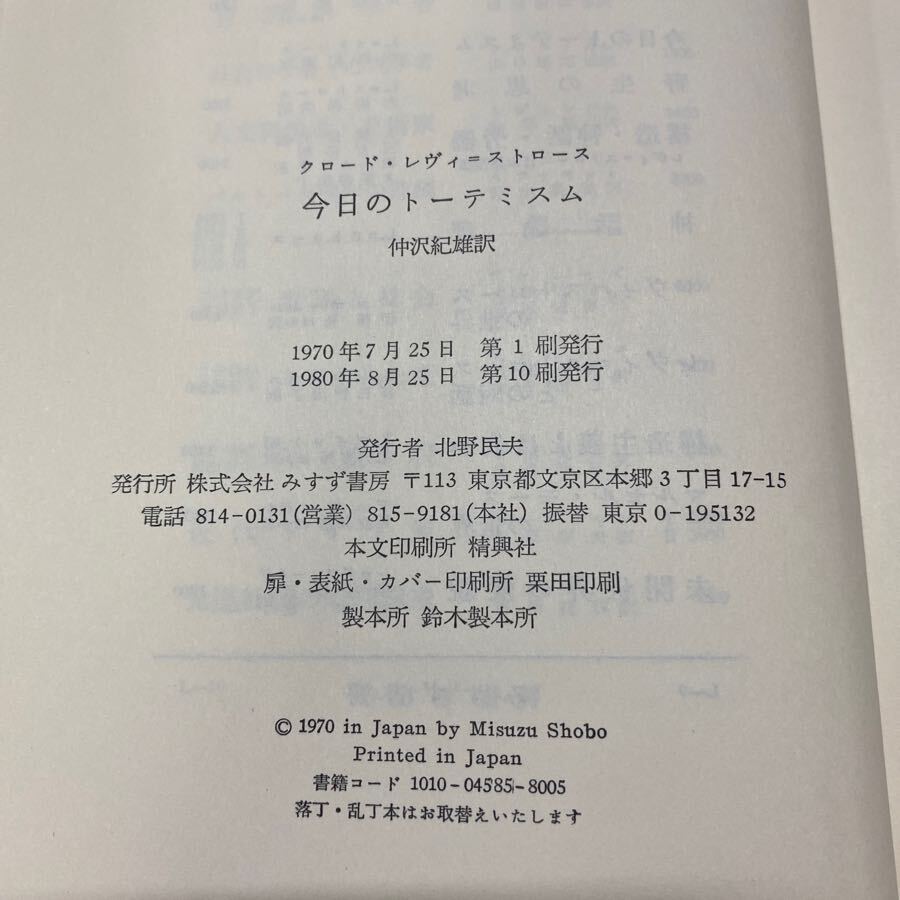 クロード・レヴィ＝ストロース
今日のトーテミスム
仲沢紀雄訳
1970年7月25日 第1刷発行
1980年8月25日 第10刷発行
発行者 北野民夫
発行所 株式会社 みすず書房 〒113 東京都文京区本郷3丁目17-15
電話 814-0131(営業) 815-9181(本社) 振替 東京0-195132
本文印刷所 精興社
扉・表紙・カバー印刷所 栗田印刷
製本所 鈴木製本所
© 1970 in Japan by Misuzu Shobo
Printed in Japan
書籍コード 1010-04585-8005
落丁・乱丁本はお取替えいたします